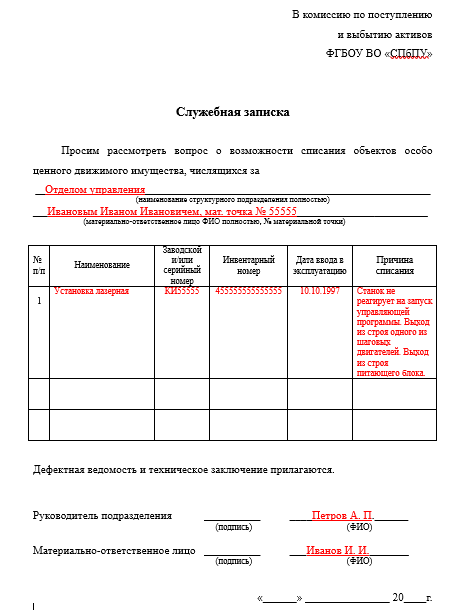 В комиссию по поступлению
и выбытию активов
ФГБОУ ВО «СПбПУ»
Служебная записка
Просим рассмотреть вопрос о возможности списания объектов особо
ценного движимого имущества, числящихся за
Отделом управления
(наименование структурного подразделения полностью)
Ивановым Иваном Ивановичем, мат. точка № 55555
(материально-ответственное лицо ФИО полностью, № материальной точки)
№ п/п Наименование Заводской и/или серийный номер Инвентарный номер Дата ввода в эксплуатацию Причина списания
1 Установка лазерная КИ55555 455555555555555 10.10.1997 Станок не
реагирует на запуск
управляющей
программы. Выход
из строя одного из
шаговых
двигателей. Выход
из строя
питающего блока.
Дефектная ведомость и техническое заключение прилагаются.
Руководитель подразделения ________ Петров А. П.
(подпись) (ФИО)
Материально-ответственное лицо ________ Иванов И. И.
(подпись) (ФИО)
«______» ______________ 20____г.